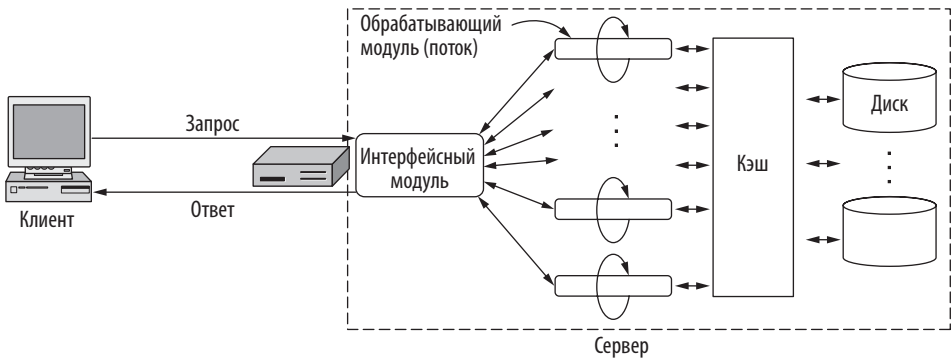 Обрабатывающий
модуль (поток)
Запрос
Интерфейсный
модуль
Ответ
Клиент
Кэш
Диск
Сервер